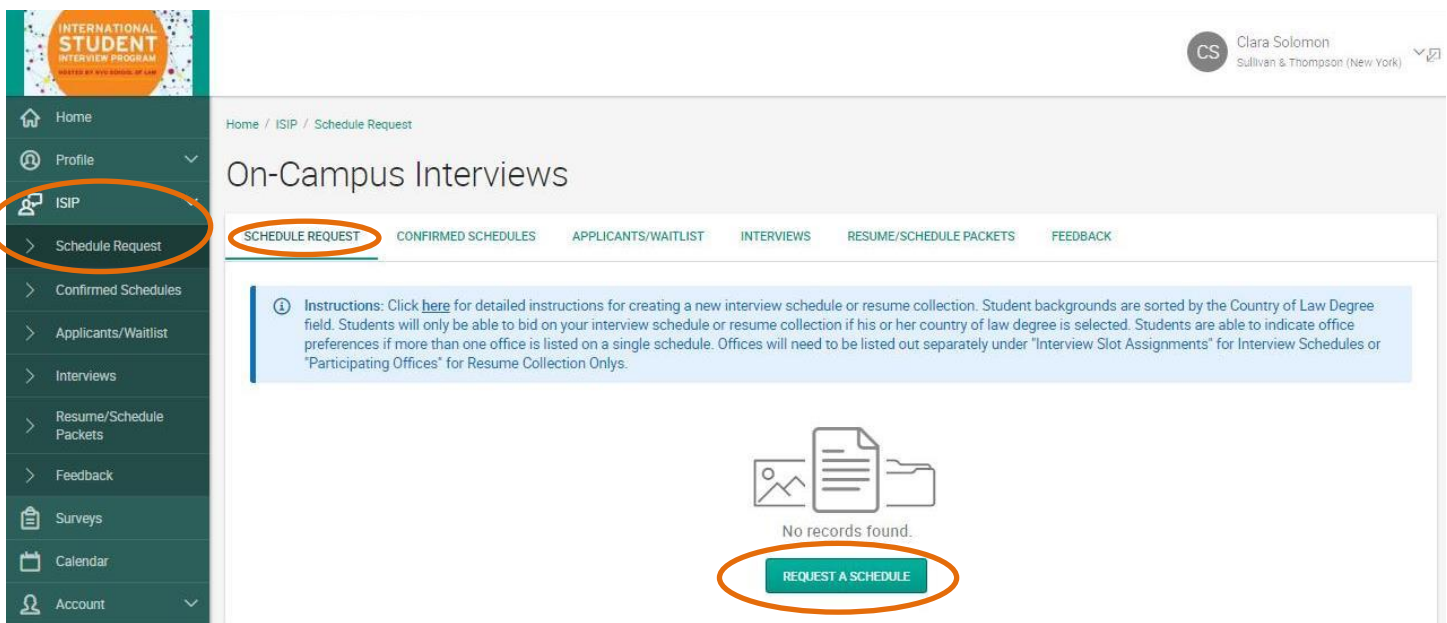 INTERNATIONAL
STUDENT
INTERVIEW PROGRAM
HOSTED BY NYU SCHOOL OF LAW
CS
Clara Solomon
Sullivan & Thompson (New York)
Home
Profile
ISIP
Schedule Request
Confirmed Schedules
Applicants/Waitlist
Interviews
Resume/Schedule
Packets
Feedback
Surveys
Calendar
Account
Home / ISIP / Schedule Request
On-Campus Interviews
SCHEDULE REQUEST CONFIRMED SCHEDULES APPLICANTS/WAITLIST INTERVIEWS RESUME/SCHEDULE PACKETS FEEDBACK
Instructions: Click here for detailed instructions for creating a new interview schedule or resume collection. Student backgrounds are sorted by the Country of Law Degree
field. Students will only be able to bid on your interview schedule or resume collection if his or her country of law degree is selected. Students are able to indicate office
preferences if more than one office is listed on a single schedule. Offices will need to be listed out separately under "Interview Slot Assignments" for Interview Schedules or
"Participating Offices" for Resume Collection Onlys.
No records found.
REQUEST A SCHEDULE